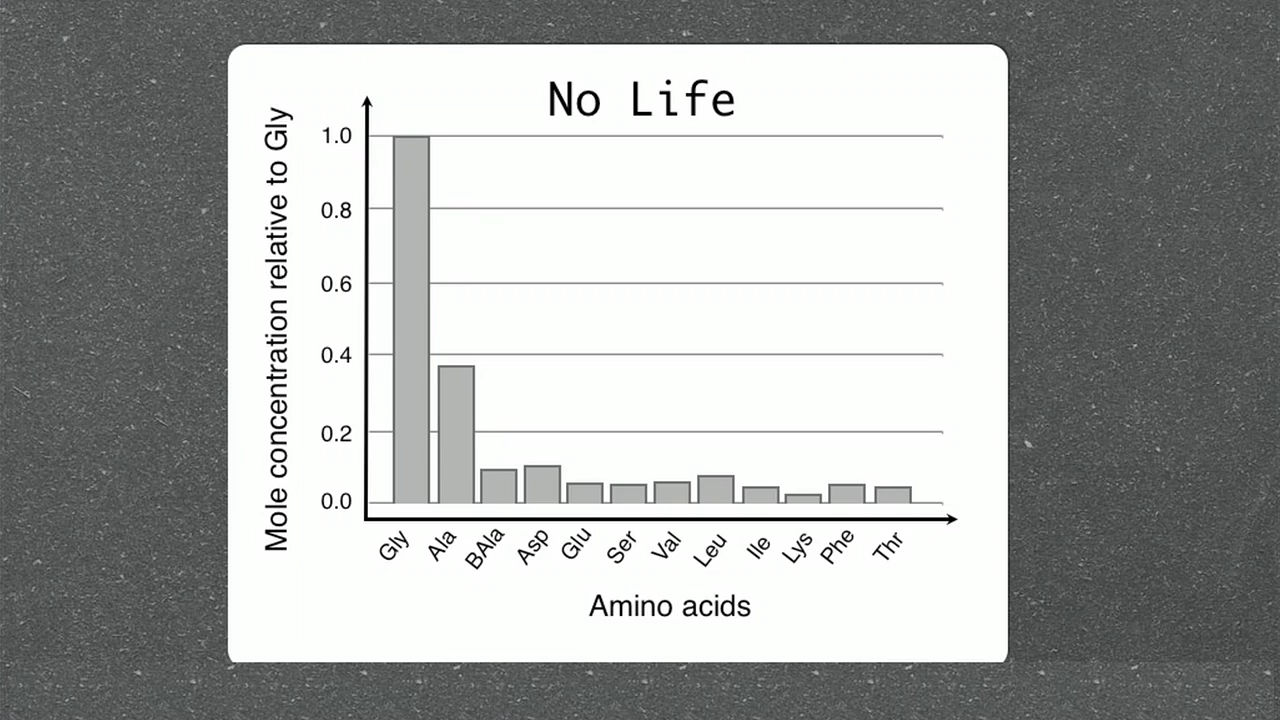 No Life
Mole concentration relative to Gly
1.0
0.8
0.6
0.4
0.2
0.0
Gly
Ala
BAla
Asp
Glu
Ser
Val
Leu
Ile
Lys
Phe
Thr
Amino acids